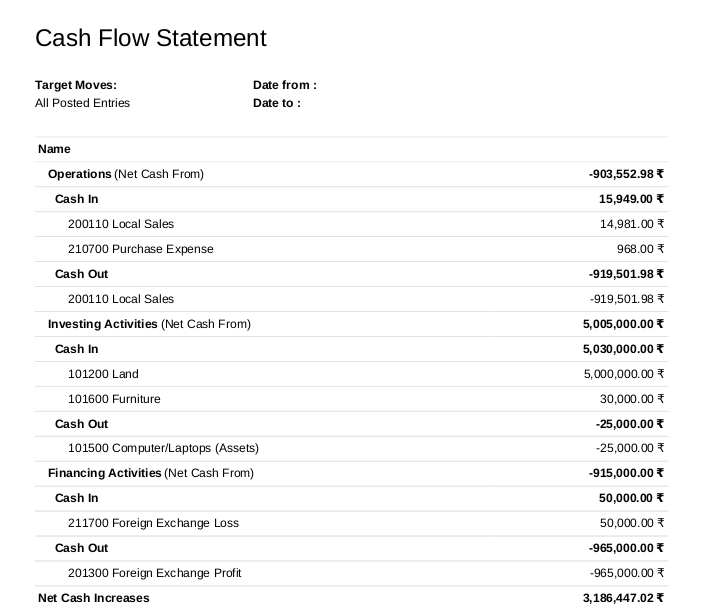 Cash Flow Statement
Target Moves: Date from :
All Posted Entries Date to :
Name
Operations (Net Cash From) -903,552.98 ₹
Cash In 15,949.00 ₹
200110 Local Sales 14,981.00 ₹
210700 Purchase Expense 968.00 ₹
Cash Out -919,501.98 ₹
200110 Local Sales -919,501.98 ₹
Investing Activities (Net Cash From) 5,005,000.00 ₹
Cash In 5,030,000.00 ₹
101200 Land 5,000,000.00 ₹
101600 Furniture 30,000.00 ₹
Cash Out -25,000.00 ₹
101500 Computer/Laptops (Assets) -25,000.00 ₹
Financing Activities (Net Cash From) -915,000.00 ₹
Cash In 50,000.00 ₹
211700 Foreign Exchange Loss 50,000.00 ₹
Cash Out -965,000.00 ₹
201300 Foreign Exchange Profit -965,000.00 ₹
Net Cash Increases 3,186,447.02 ₹